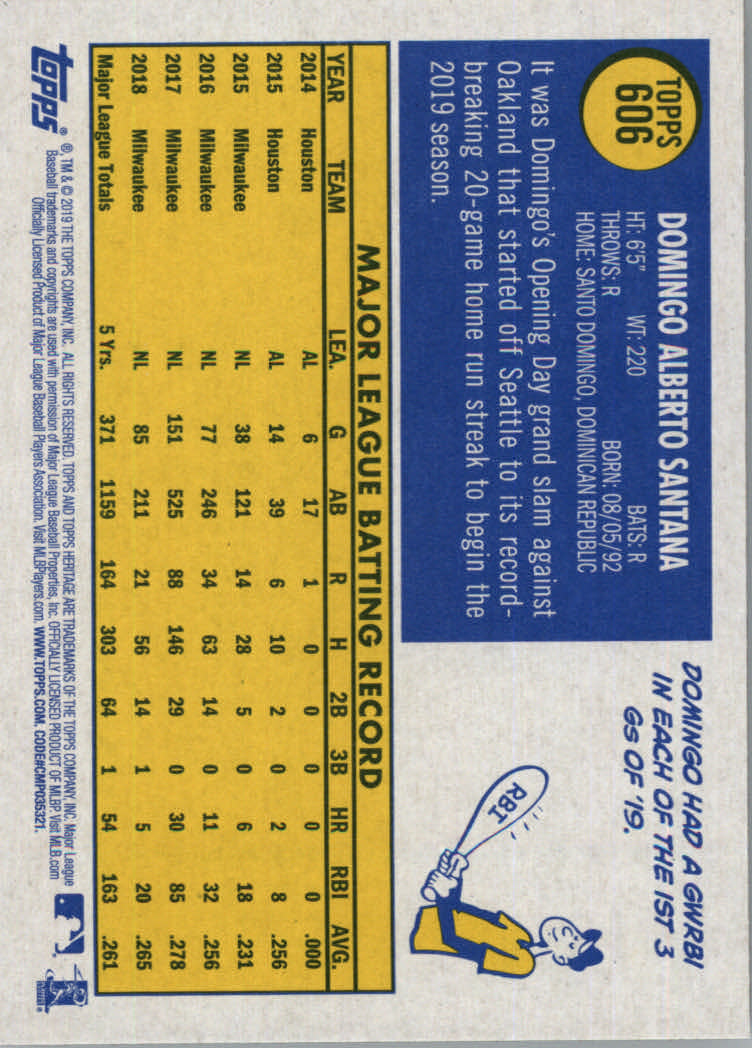 TOPPS
606
DOMINGO ALBERTO SANTANA
HT: 6'5" WT: 220 BATS: R
THROWS: R BORN: 08/05/92
HOME: SANTO DOMINGO, DOMINICAN REPUBLIC
It was Domingo's Opening Day grand slam against
Oakland that started off Seattle to its record-
breaking 20-game home run streak to begin the
2019 season.
DOMINGO HAD A GWRBI
IN EACH OF THE 1ST 3
GS OF '19.
RBI
MAJOR LEAGUE BATTING RECORD
YEAR TEAM LEA. G AB R H 2B 3B HR RBI AVG.
2014 Houston AL 6 17 1 0 0 0 0 0 .000
2015 Houston AL 14 39 6 10 2 0 2 8 .256
2015 Milwaukee NL 38 121 14 28 5 0 6 18 .231
2016 Milwaukee NL 77 246 34 63 14 0 11 32 .256
2017 Milwaukee NL 151 525 88 146 29 0 30 85 .278
2018 Milwaukee NL 85 211 21 56 14 1 5 20 .265
Major League Totals 5 Yrs. 371 1159 164 303 64 1 54 163 .261
topps®
®, TM & © 2019 THE TOPPS COMPANY, INC. ALL RIGHTS RESERVED. TOPPS AND TOPPS HERITAGE ARE TRADEMARKS OF THE TOPPS COMPANY, INC. Major League
Baseball trademarks and copyrights are used with permission of Major League Baseball Properties, Inc. OFFICIALLY LICENSED PRODUCT OF MLBP Visit MLB.com
Officially Licensed Product of Major League Baseball Players Association. Visit MLBPlayers.com. WWW.TOPPS.COM. CODE#CMP035321.